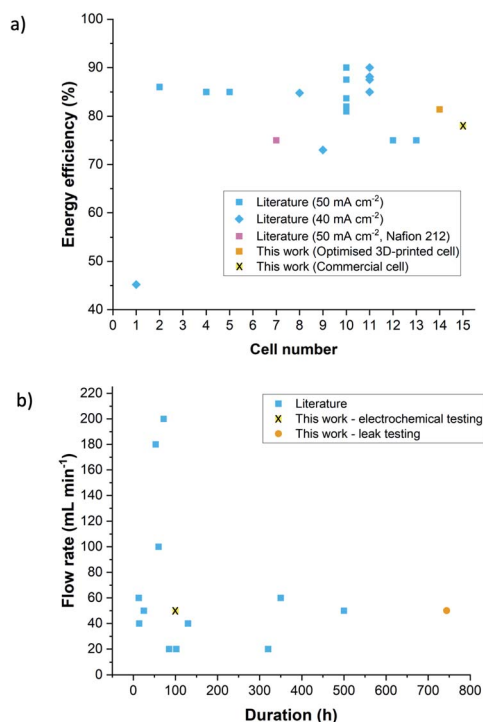 a)
100
90
80
70
60
50
40
Energy efficiency (%)
Literature (50 mA cm⁻²)
Literature (40 mA cm⁻²)
Literature (50 mA cm⁻², Nafion 212)
This work (Optimised 3D-printed cell)
This work (Commercial cell)
0 1 2 3 4 5 6 7 8 9 10 11 12 13 14 15
Cell number
b)
220
200
180
160
140
120
100
80
60
40
20
0
Flow rate (mL min⁻¹)
Literature
This work - electrochemical testing
This work - leak testing
0 100 200 300 400 500 600 700 800
Duration (h)